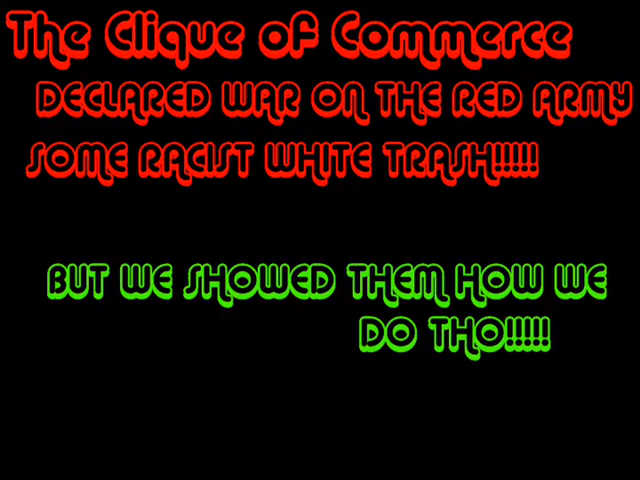 The Clique of Commerce
DECLARED WAR ON THE RED ARMY
SOME RACIST WHITE TRASH!!!!!
BUT WE SHOWED THEM HOW WE
DO THO!!!!!